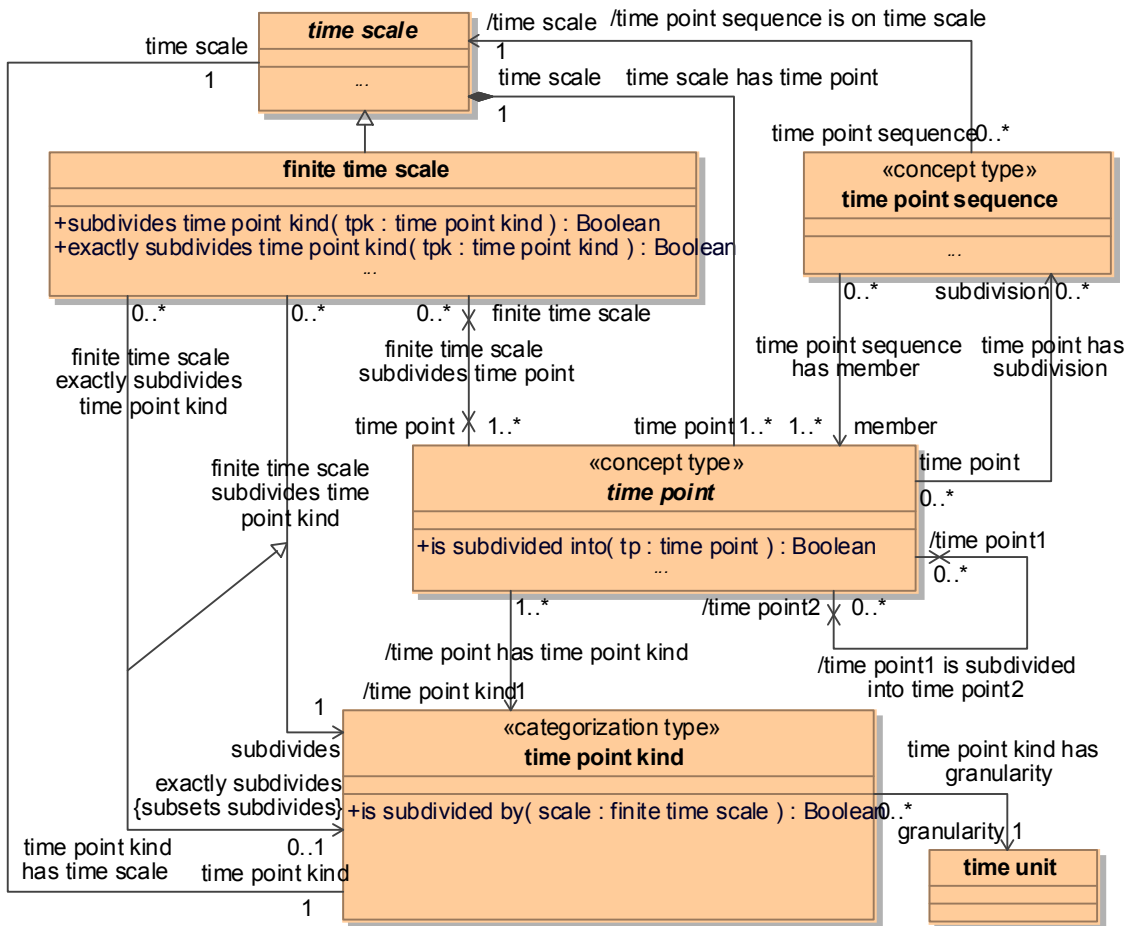 time scale
...
/time scale
1
/time point sequence is on time scale
time scale
1
time scale
1
time scale has time point
time point sequence
0..*
finite time scale
+subdivides time point kind( tpk : time point kind ) : Boolean
+exactly subdivides time point kind( tpk : time point kind ) : Boolean
...
«concept type»
time point sequence
...
0..*
0..*
0..*
finite time scale
0..*
subdivision
0..*
finite time scale
exactly subdivides
time point kind
finite time scale
subdivides time point
time point sequence
has member
time point has
subdivision
time point
1..*
time point
1..*
1..*
member
finite time scale
subdivides time
point kind
«concept type»
time point
+is subdivided into( tp : time point ) : Boolean
...
time point
0..*
/time point1
0..*
1..*
/time point2
0..*
/time point has time point kind
/time point1 is subdivided
into time point2
/time point kind
1
1
subdivides
«categorization type»
time point kind
+is subdivided by( scale : finite time scale ) : Boolean
time point kind has
granularity
exactly subdivides
{subsets subdivides}
0..*
granularity
1
time point kind
has time scale
0..1
time point kind
1
time unit